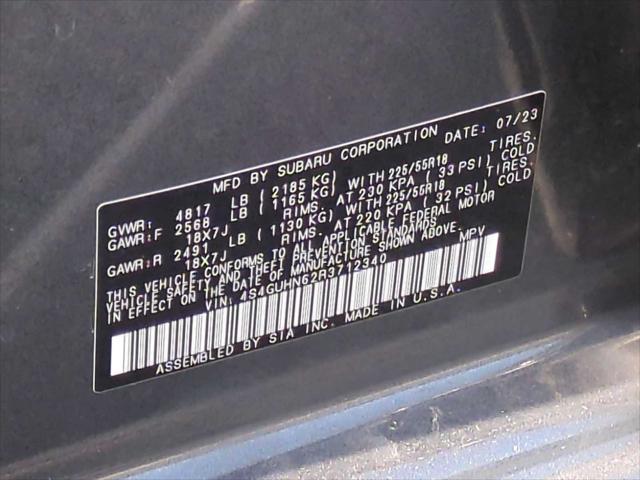 MFD BY SUBARU CORPORATION DATE: 07/23
GVWR: 4817 LB (2185 KG)
GAWR:F 2568 LB (1165 KG) WITH 225/55R18 TIRES.
18X7J RIMS. AT 230 KPA (33 PSI) COLD
GAWR:R 2491 LB (1130 KG) WITH 225/55R18 TIRES.
18X7J RIMS. AT 220 KPA (32 PSI) COLD
THIS VEHICLE CONFORMS TO ALL APPLICABLE FEDERAL MOTOR
VEHICLE SAFETY AND THEFT PREVENTION STANDARDS
IN EFFECT ON THE DATE OF MANUFACTURE SHOWN ABOVE.
VIN: 4S4GUHN62R3712340 MPV
ASSEMBLED BY SIA INC. MADE IN U.S.A.